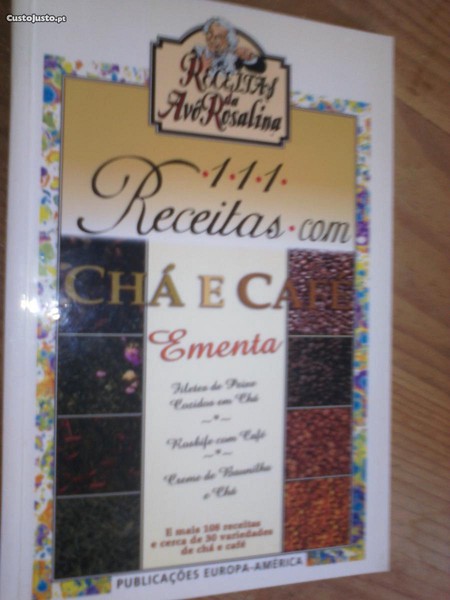 CustoJusto.pt
RECEITAS
da
Avó Rosalina
·1·1·1·
Receitas·com
CHÁ E CAFÉ
Ementa
Filetes de Peixe
Cozidos em Chá
~*~
Rosbife com Café
~*~
Creme de Baunilha
e Chá
E mais 108 receitas
e cerca de 30 variedades
de chá e café
PUBLICAÇÕES EUROPA-AMÉRICA